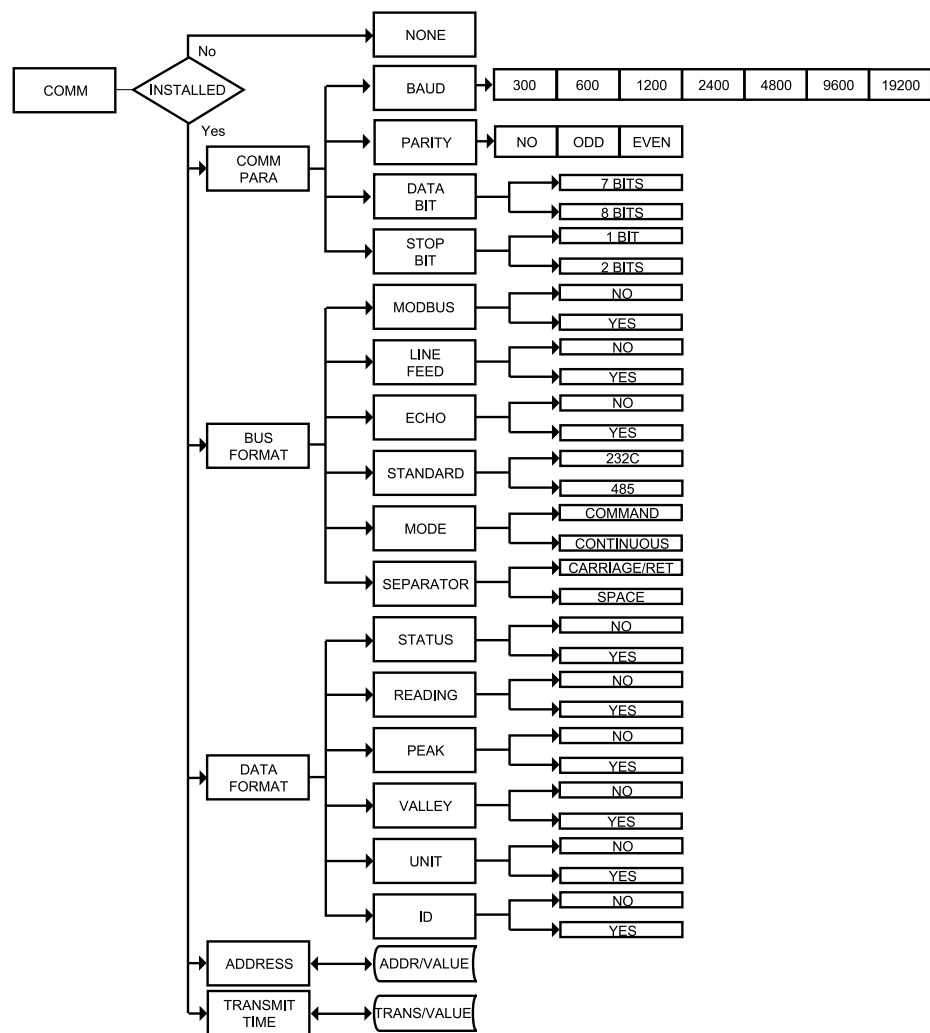 NONE
No
COMM
INSTALLED
BAUD
300 600 1200 2400 4800 9600 19200
Yes
COMM
PARA
PARITY
NO ODD EVEN
DATA
BIT
7 BITS
8 BITS
STOP
BIT
1 BIT
2 BITS
MODBUS
NO
YES
LINE
FEED
NO
YES
BUS
FORMAT
ECHO
NO
YES
STANDARD
232C
485
MODE
COMMAND
CONTINUOUS
SEPARATOR
CARRIAGE/RET
SPACE
STATUS
NO
YES
READING
NO
YES
DATA
FORMAT
PEAK
NO
YES
VALLEY
NO
YES
UNIT
NO
YES
ID
NO
YES
ADDRESS
ADDR/VALUE
TRANSMIT
TIME
TRANS/VALUE